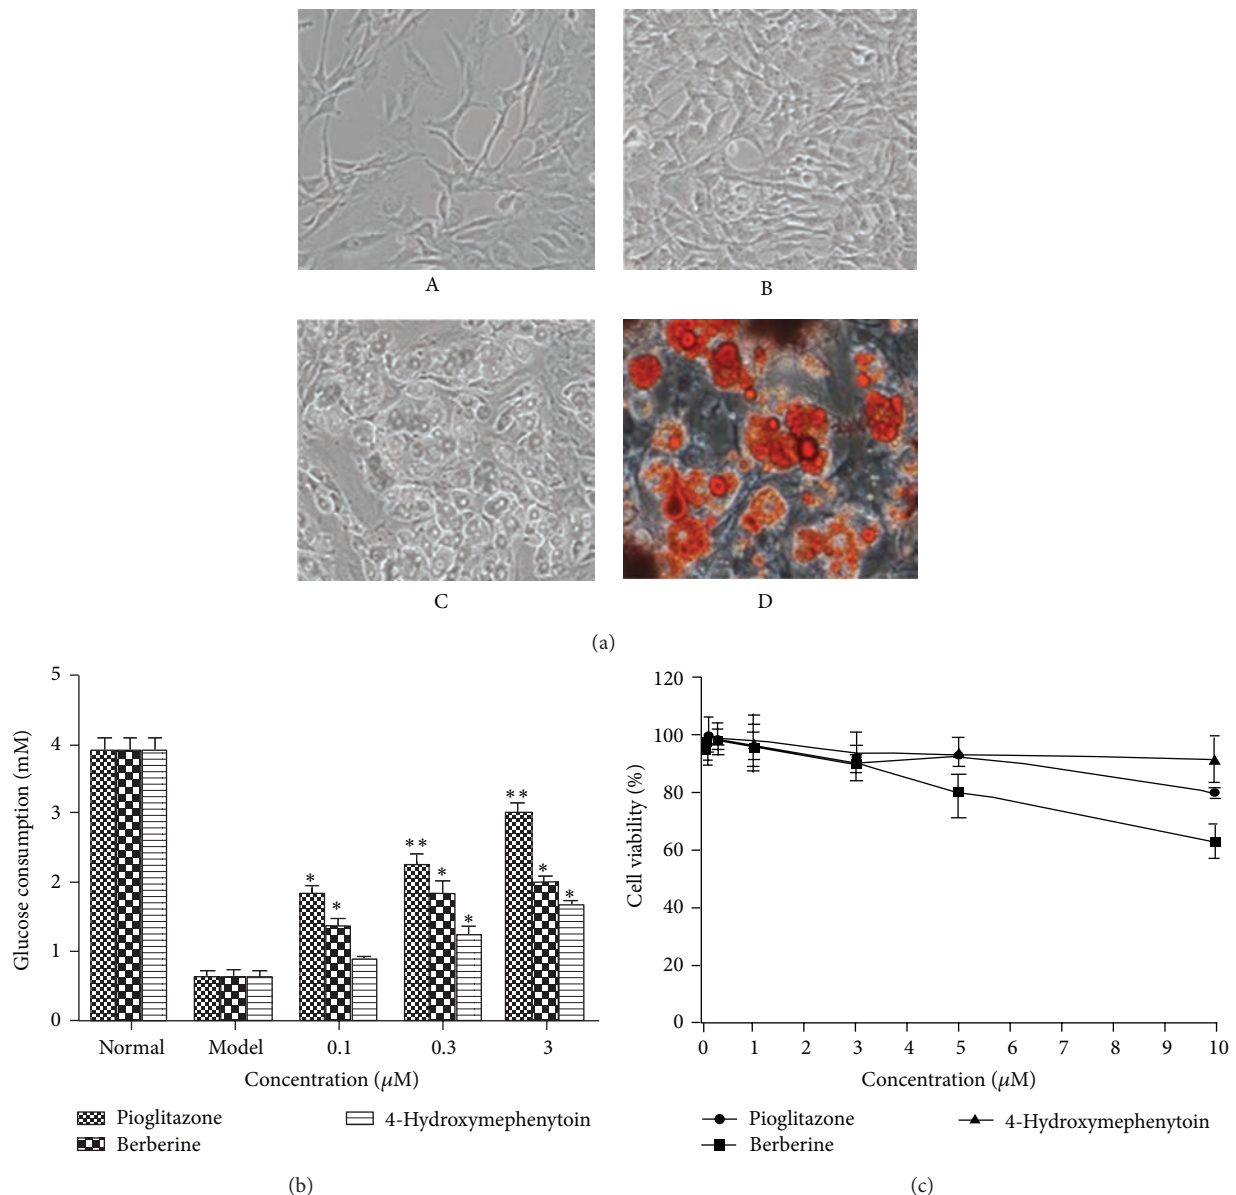 A
B
C
D
(a)
5
4
3
2
1
0
Glucose consumption (mM)
*
*
**
*
*
**
*
*
Normal Model 0.1 0.3 3
Concentration (μM)
Pioglitazone
Berberine
4-Hydroxymephenytoin
(b)
120
100
80
60
40
20
0
Cell viability (%)
0 1 2 3 4 5 6 7 8 9 10
Concentration (μM)
Pioglitazone
Berberine
4-Hydroxymephenytoin
(c)